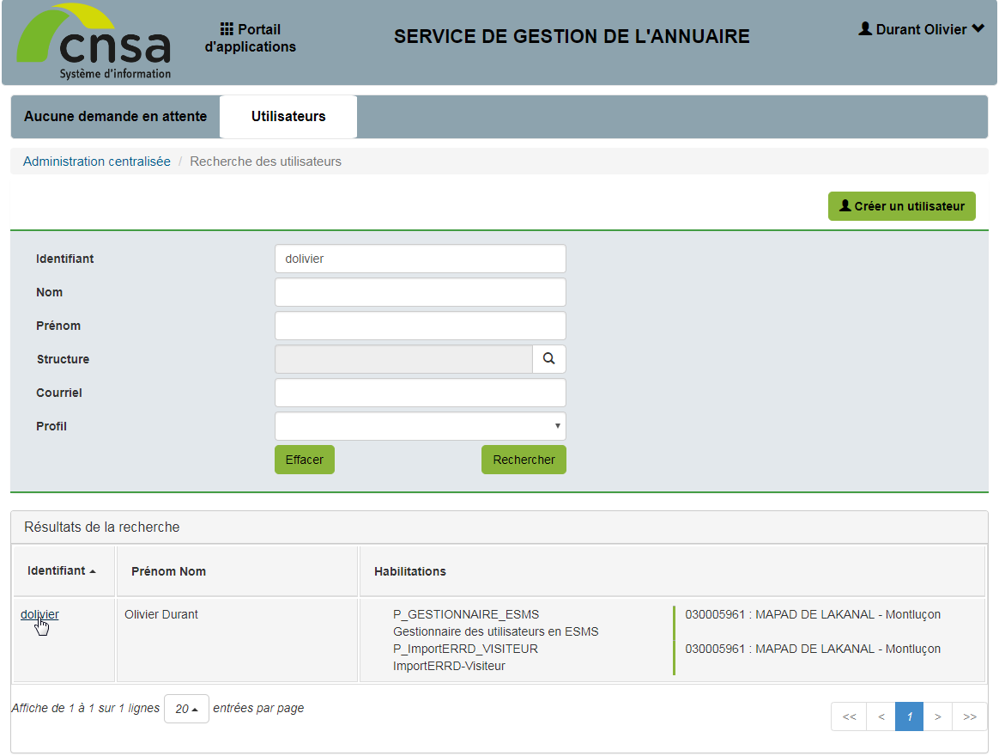 cnsa
Système d'information
Portail
d'applications
SERVICE DE GESTION DE L'ANNUAIRE
Durant Olivier
Aucune demande en attente
Utilisateurs
Administration centralisée / Recherche des utilisateurs
Créer un utilisateur
Identifiant
dolivier
Nom
Prénom
Structure
Courriel
Profil
Effacer
Rechercher
Résultats de la recherche
Identifiant
Prénom Nom
Habilitations
dolivier
Olivier Durant
P_GESTIONNAIRE_ESMS
030005961 : MAPAD DE LAKANAL - Montluçon
Gestionnaire des utilisateurs en ESMS
P_ImportERRD_VISITEUR
030005961 : MAPAD DE LAKANAL - Montluçon
ImportERRD-Visiteur
Affiche de 1 à 1 sur 1 lignes 20 entrées par page
<< < 1 > >>